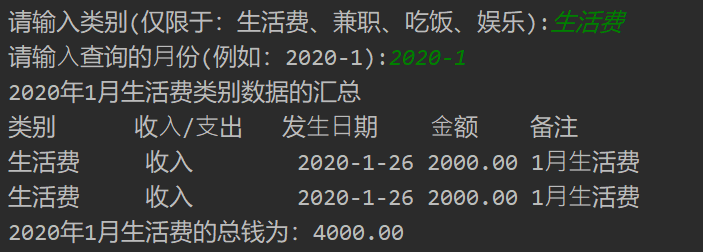 请输入类别(仅限于：生活费、兼职、吃饭、娱乐):生活费
请输入查询的月份(例如：2020-1):2020-1
2020年1月生活费类别数据的汇总
类别 收入/支出 发生日期 金额 备注
生活费 收入 2020-1-26 2000.00 1月生活费
生活费 收入 2020-1-26 2000.00 1月生活费
2020年1月生活费的总钱为：4000.00